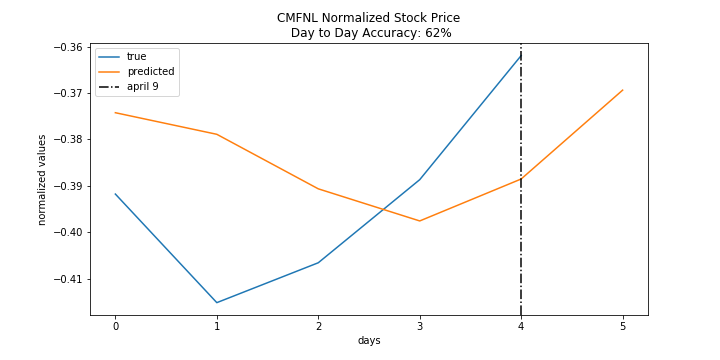 CMFNL Normalized Stock Price
Day to Day Accuracy: 62%
true
predicted
april 9
normalized values
−0.36
−0.37
−0.38
−0.39
−0.40
−0.41
0 1 2 3 4 5
days